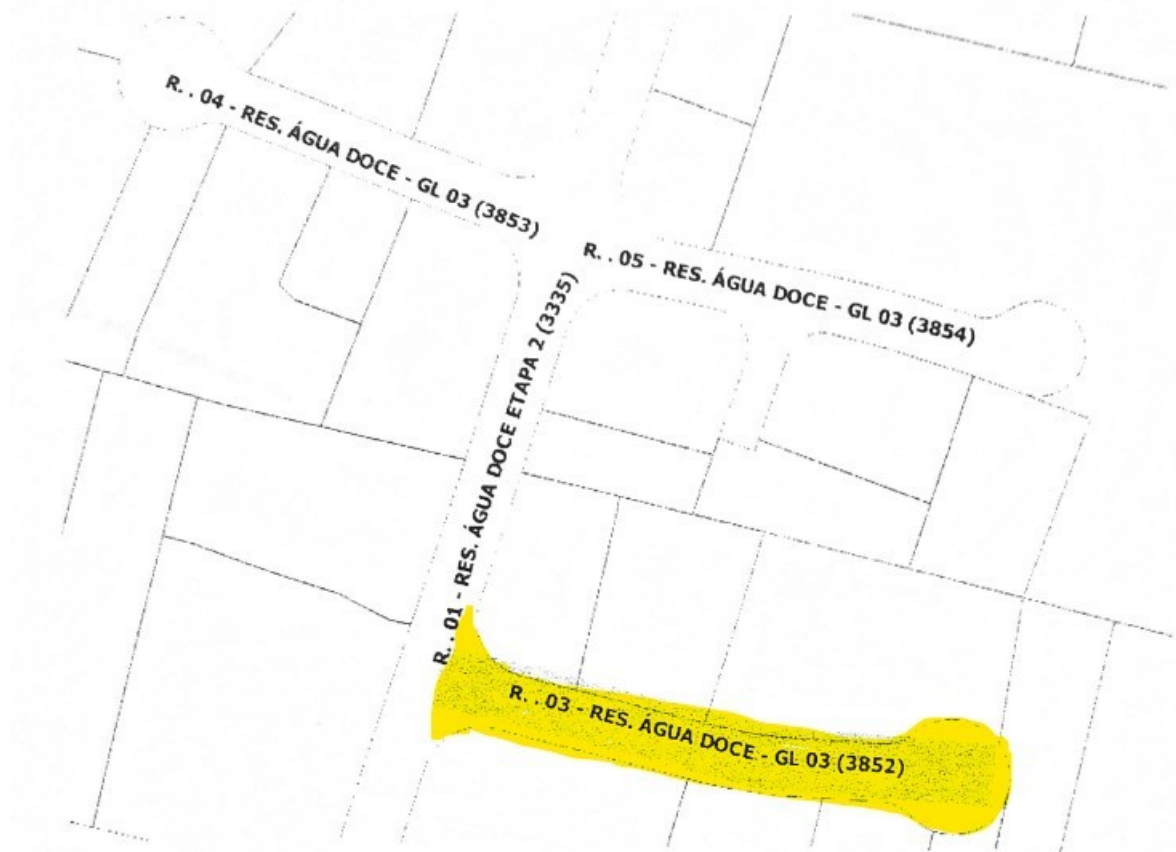 R. . 04 - RES. ÁGUA DOCE - GL 03 (3853)
R. . 05 - RES. ÁGUA DOCE - GL 03 (3854)
R. . 01 - RES. ÁGUA DOCE ETAPA 2 (3335)
R. . 03 - RES. ÁGUA DOCE - GL 03 (3852)